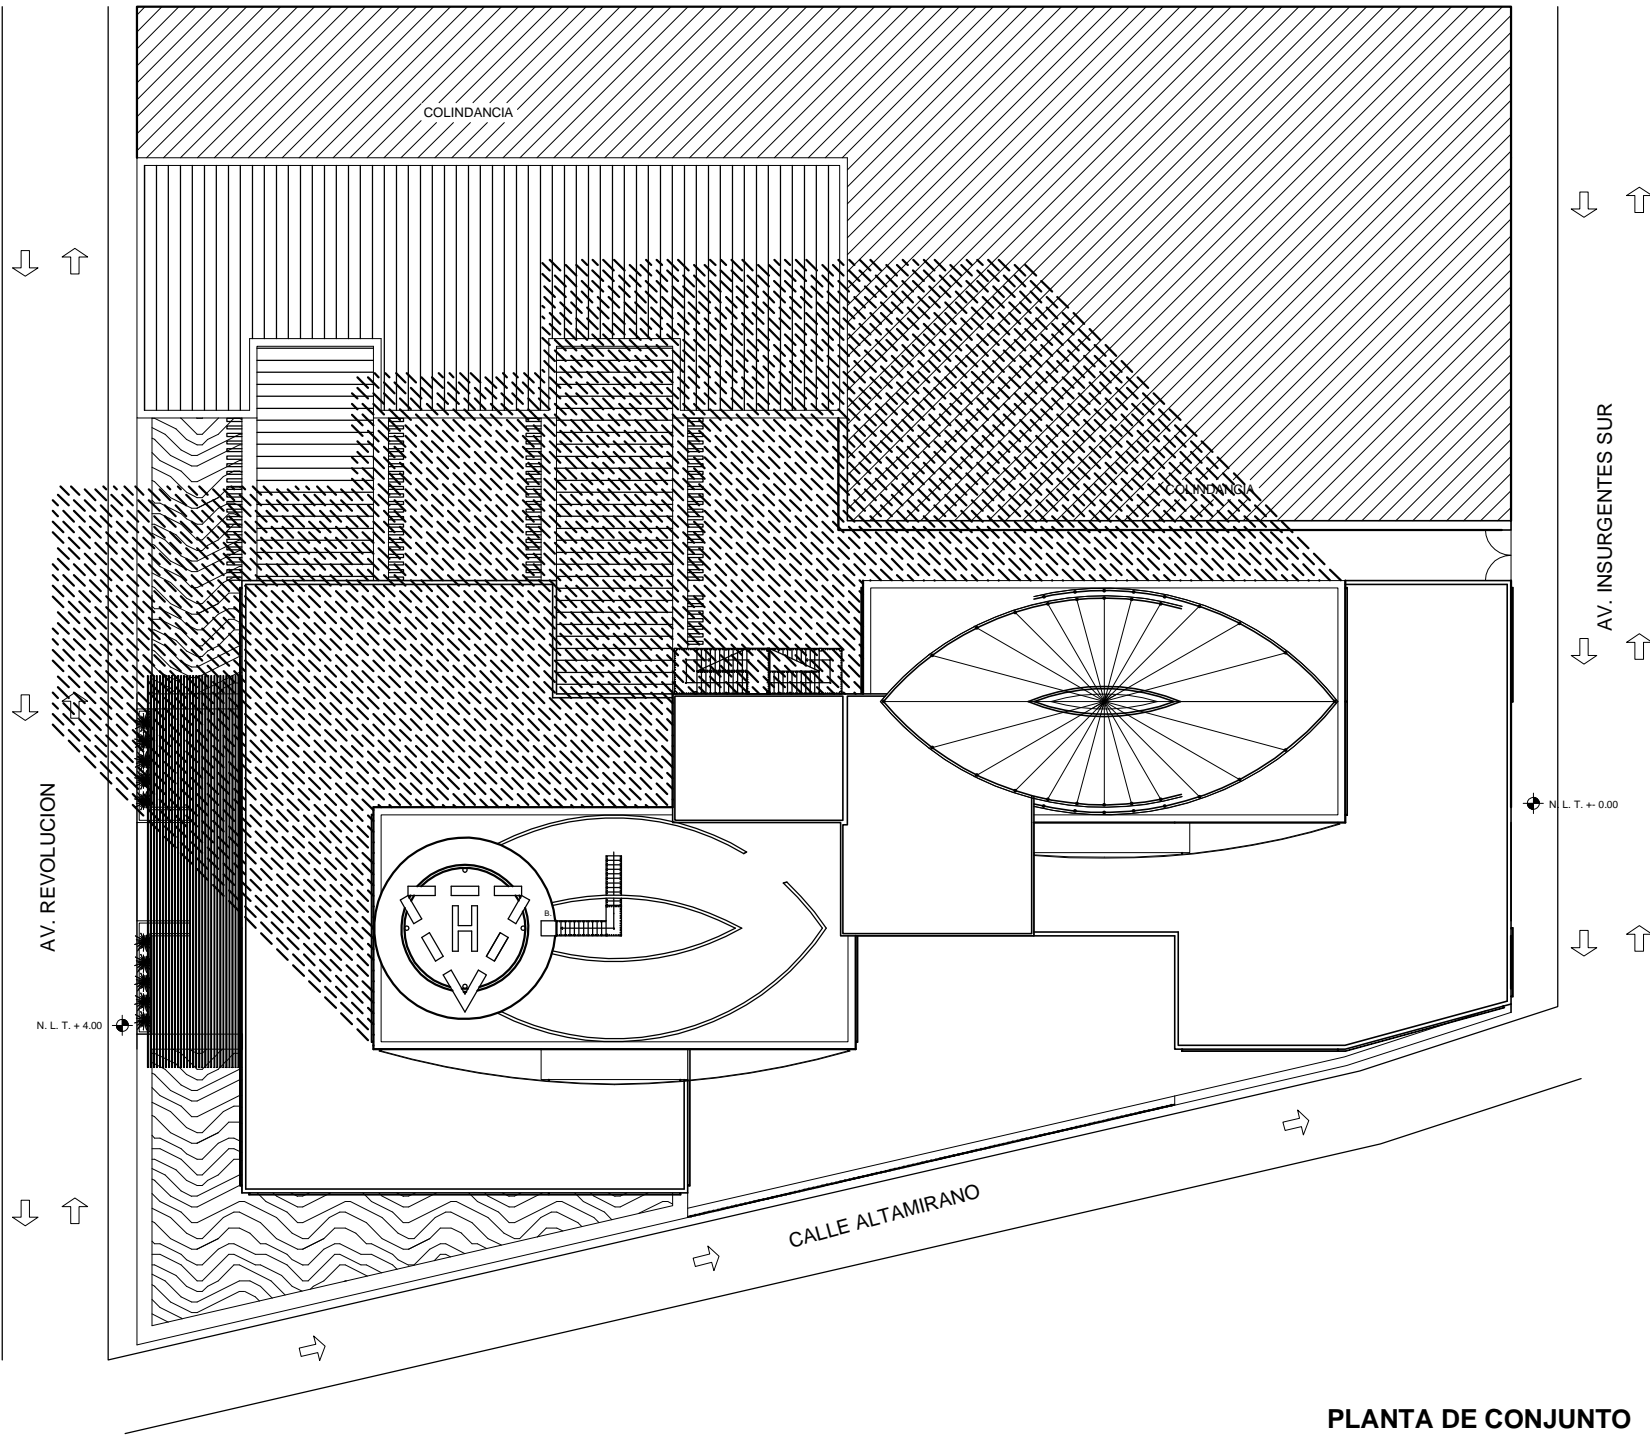 COLINDANCIA
COLINDANCIA
AV. INSURGENTES SUR
N. L. T. +- 0.00
AV. REVOLUCION
B.
H
N. L. T. + 4.00
CALLE ALTAMIRANO
PLANTA DE CONJUNTO